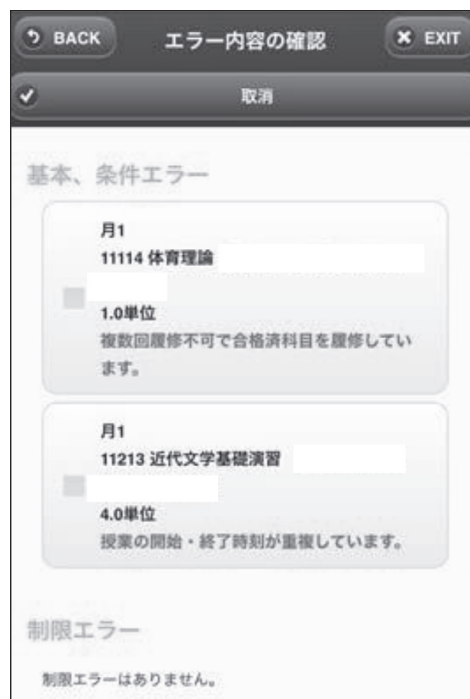 BACK
エラー内容の確認
EXIT
取消
基本、条件エラー
月1
11114 体育理論
1.0単位
複数回履修不可で合格済科目を履修してい
ます。
月1
11213 近代文学基礎演習
4.0単位
授業の開始・終了時刻が重複しています。
制限エラー
制限エラーはありません。